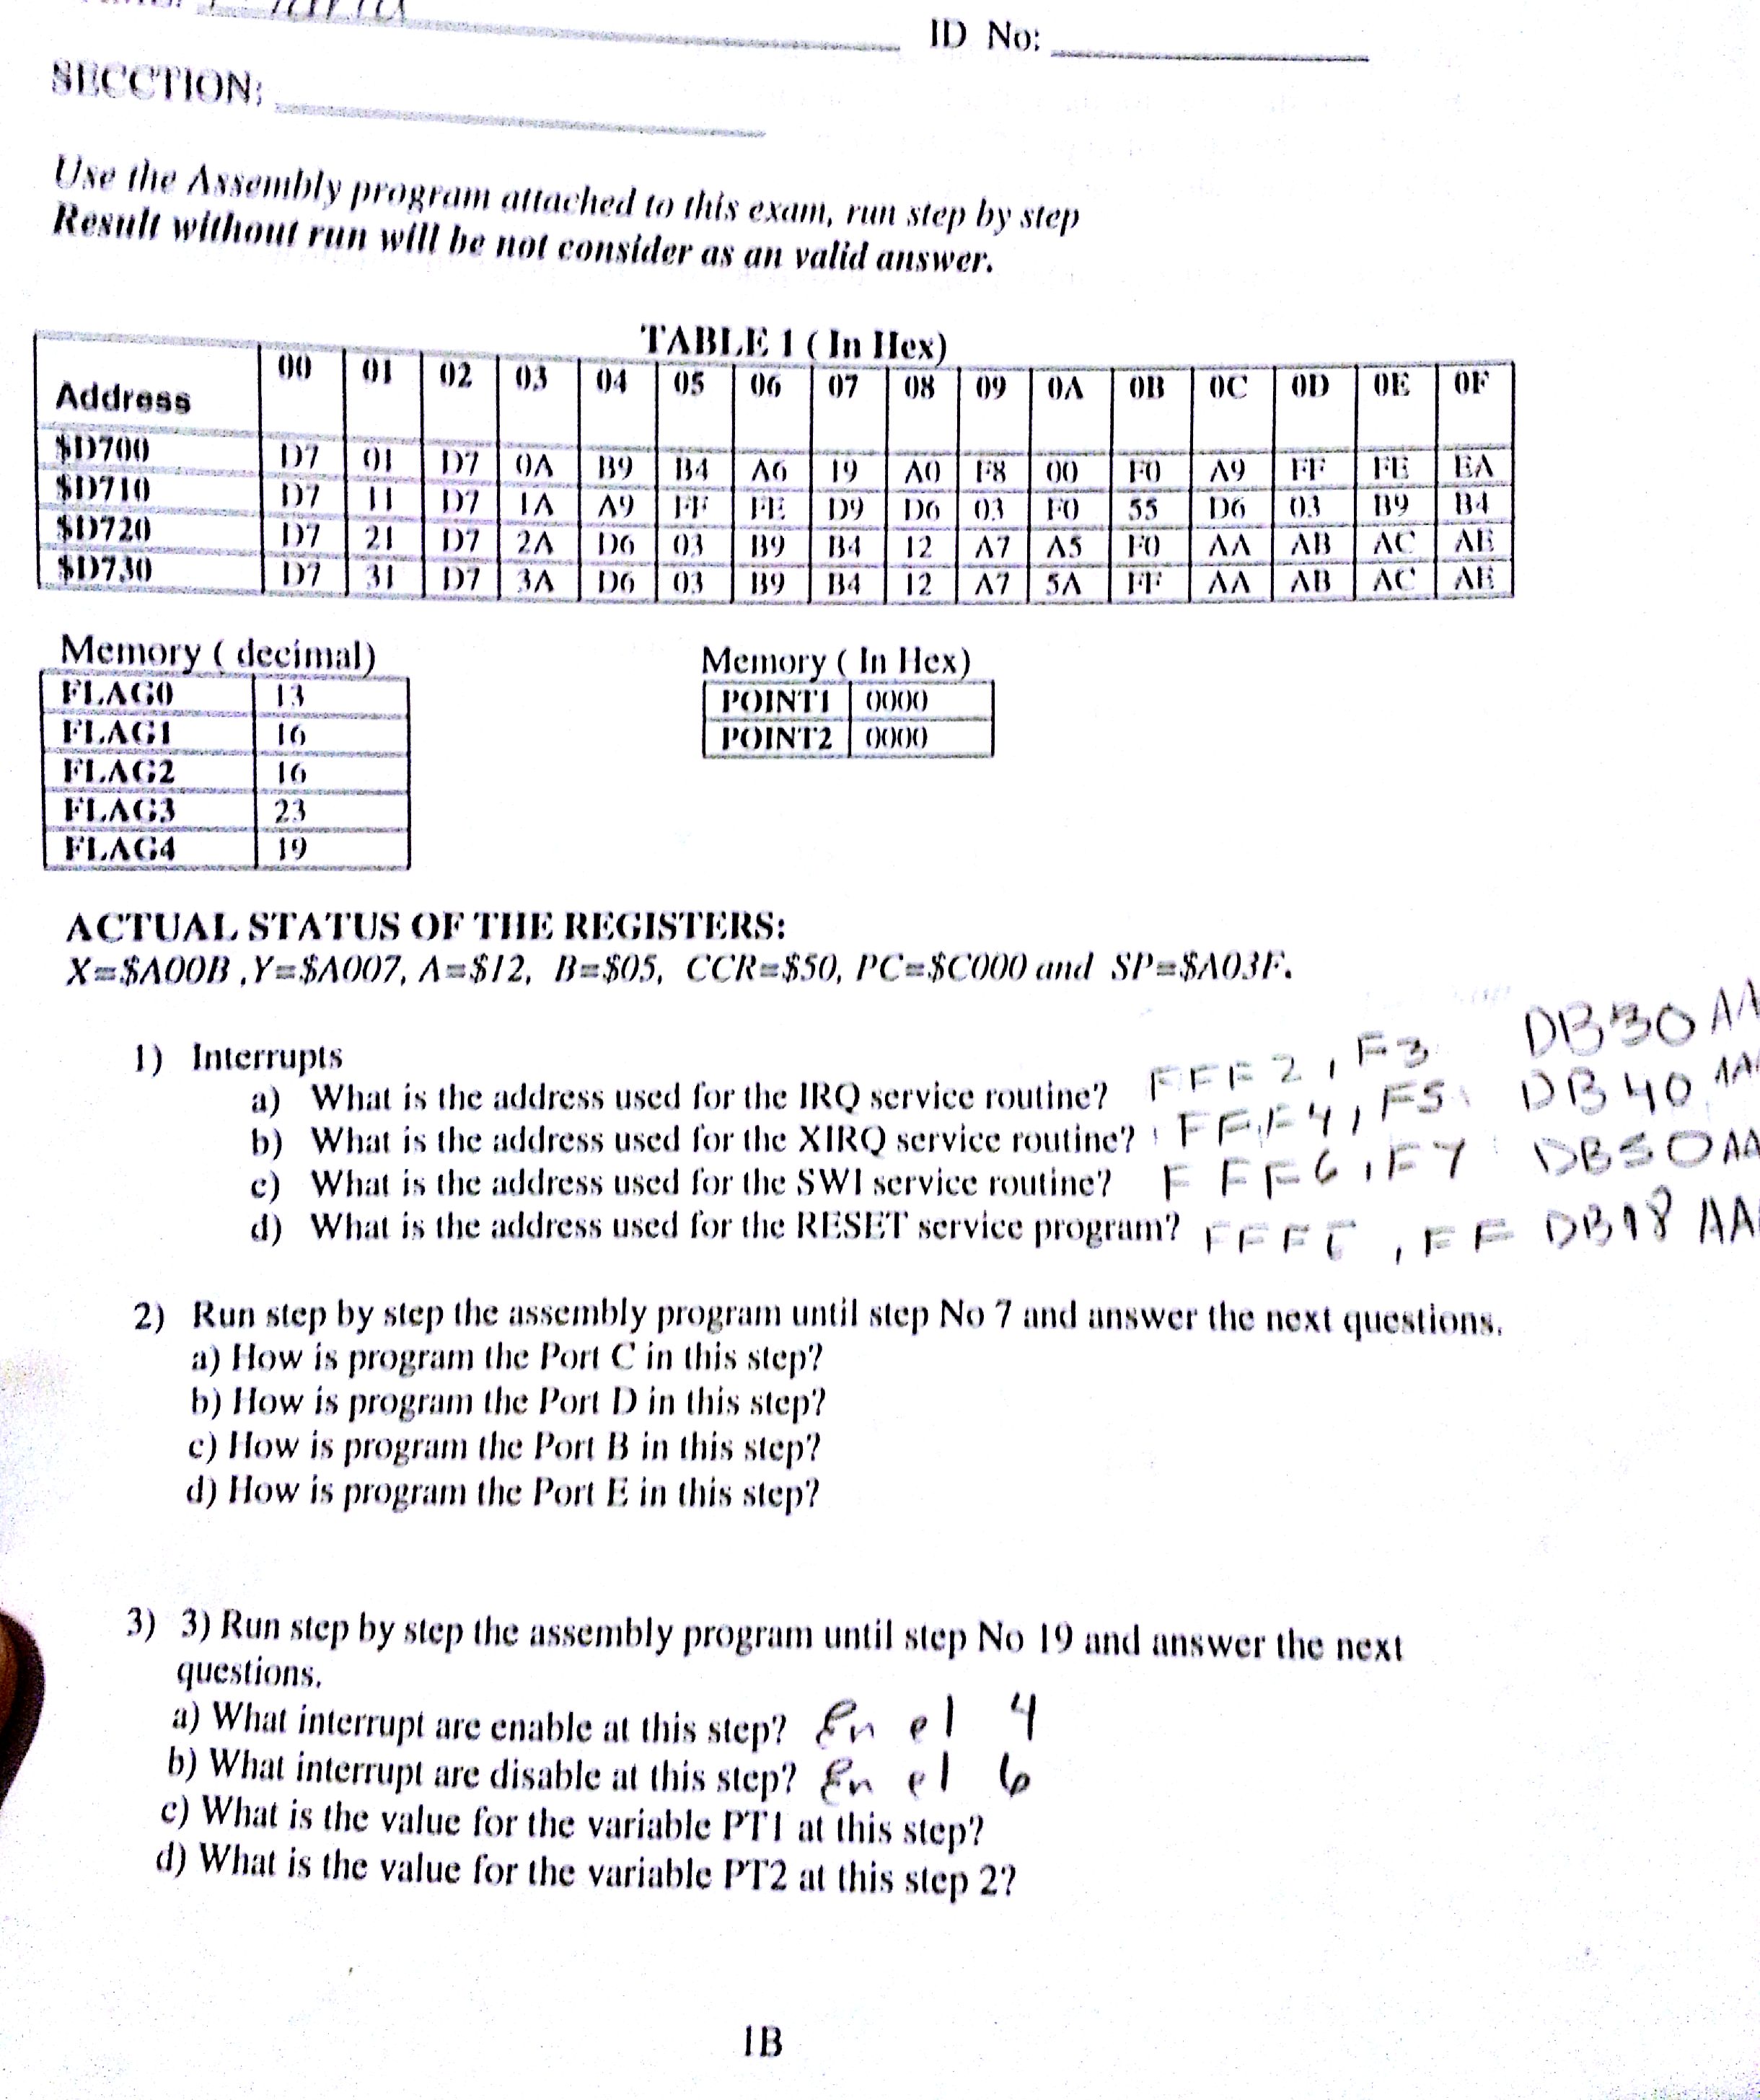 ID No:
SECCTION:
Use the Assembly program attached to this exam, run step by step
Result without run will be not consider as an valid answer.
TABLE 1 ( In Hex)
Address 00 01 02 03 04 05 06 07 08 09 0A 0B 0C 0D 0E 0F
$D700 D7 01 D7 0A B9 B4 A6 19 A0 F8 00 F0 A9 FF FE EA
$D710 D7 11 D7 1A A9 FF FE D9 D6 03 F0 55 D6 03 B9 B4
$D720 D7 21 D7 2A D6 03 B9 B4 12 A7 A5 F0 AA AB AC AE
$D730 D7 31 D7 3A D6 03 B9 B4 12 A7 5A FF AA AB AC AE
Memory ( decimal)
FLAG0 13
FLAG1 16
FLAG2 16
FLAG3 23
FLAG4 19
Memory ( In Hex)
POINT1 0000
POINT2 0000
ACTUAL STATUS OF THE REGISTERS:
X=$A00B ,Y=$A007, A=$12, B=$05, CCR=$50, PC=$C000 and SP=$A03F.
1) Interrupts
a) What is the address used for the IRQ service routine? FFF2, F3 DB30 AA
b) What is the address used for the XIRQ service routine? FFF4, F5 DB40 AA
c) What is the address used for the SWI service routine? FFF6, F7 DB50 AA
d) What is the address used for the RESET service program? , FF DB18 AA
2) Run step by step the assembly program until step No 7 and answer the next questions.
a) How is program the Port C in this step?
b) How is program the Port D in this step?
c) How is program the Port B in this step?
d) How is program the Port E in this step?
3) 3) Run step by step the assembly program until step No 19 and answer the next
questions.
a) What interrupt are enable at this step? En el 4
b) What interrupt are disable at this step? En el 6
c) What is the value for the variable PT1 at this step?
d) What is the value for the variable PT2 at this step 2?
1B